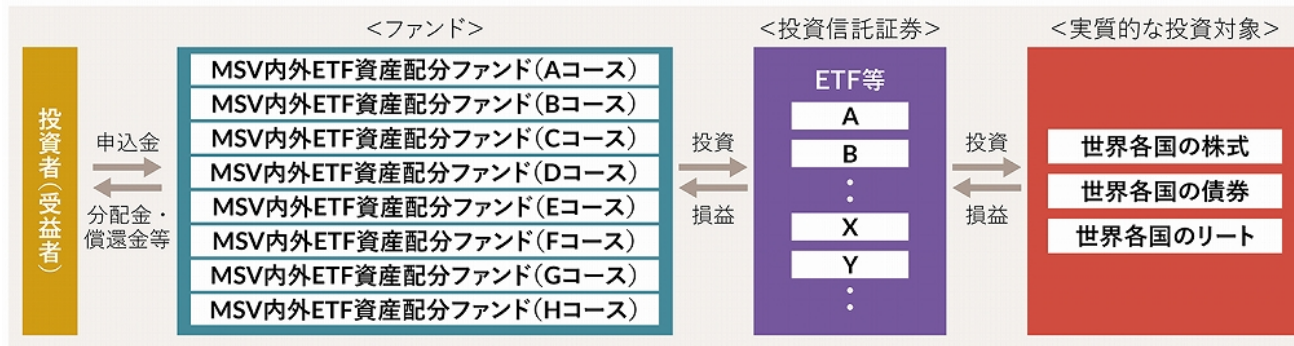 <ファンド>
<投資信託証券>
<実質的な投資対象>
投資者(受益者)
申込金
分配金・
償還金等
MSV内外ETF資産配分ファンド(Aコース)
MSV内外ETF資産配分ファンド(Bコース)
MSV内外ETF資産配分ファンド(Cコース)
MSV内外ETF資産配分ファンド(Dコース)
MSV内外ETF資産配分ファンド(Eコース)
MSV内外ETF資産配分ファンド(Fコース)
MSV内外ETF資産配分ファンド(Gコース)
MSV内外ETF資産配分ファンド(Hコース)
投資
損益
ETF等
A
B
:
X
Y
:
投資
損益
世界各国の株式
世界各国の債券
世界各国のリート